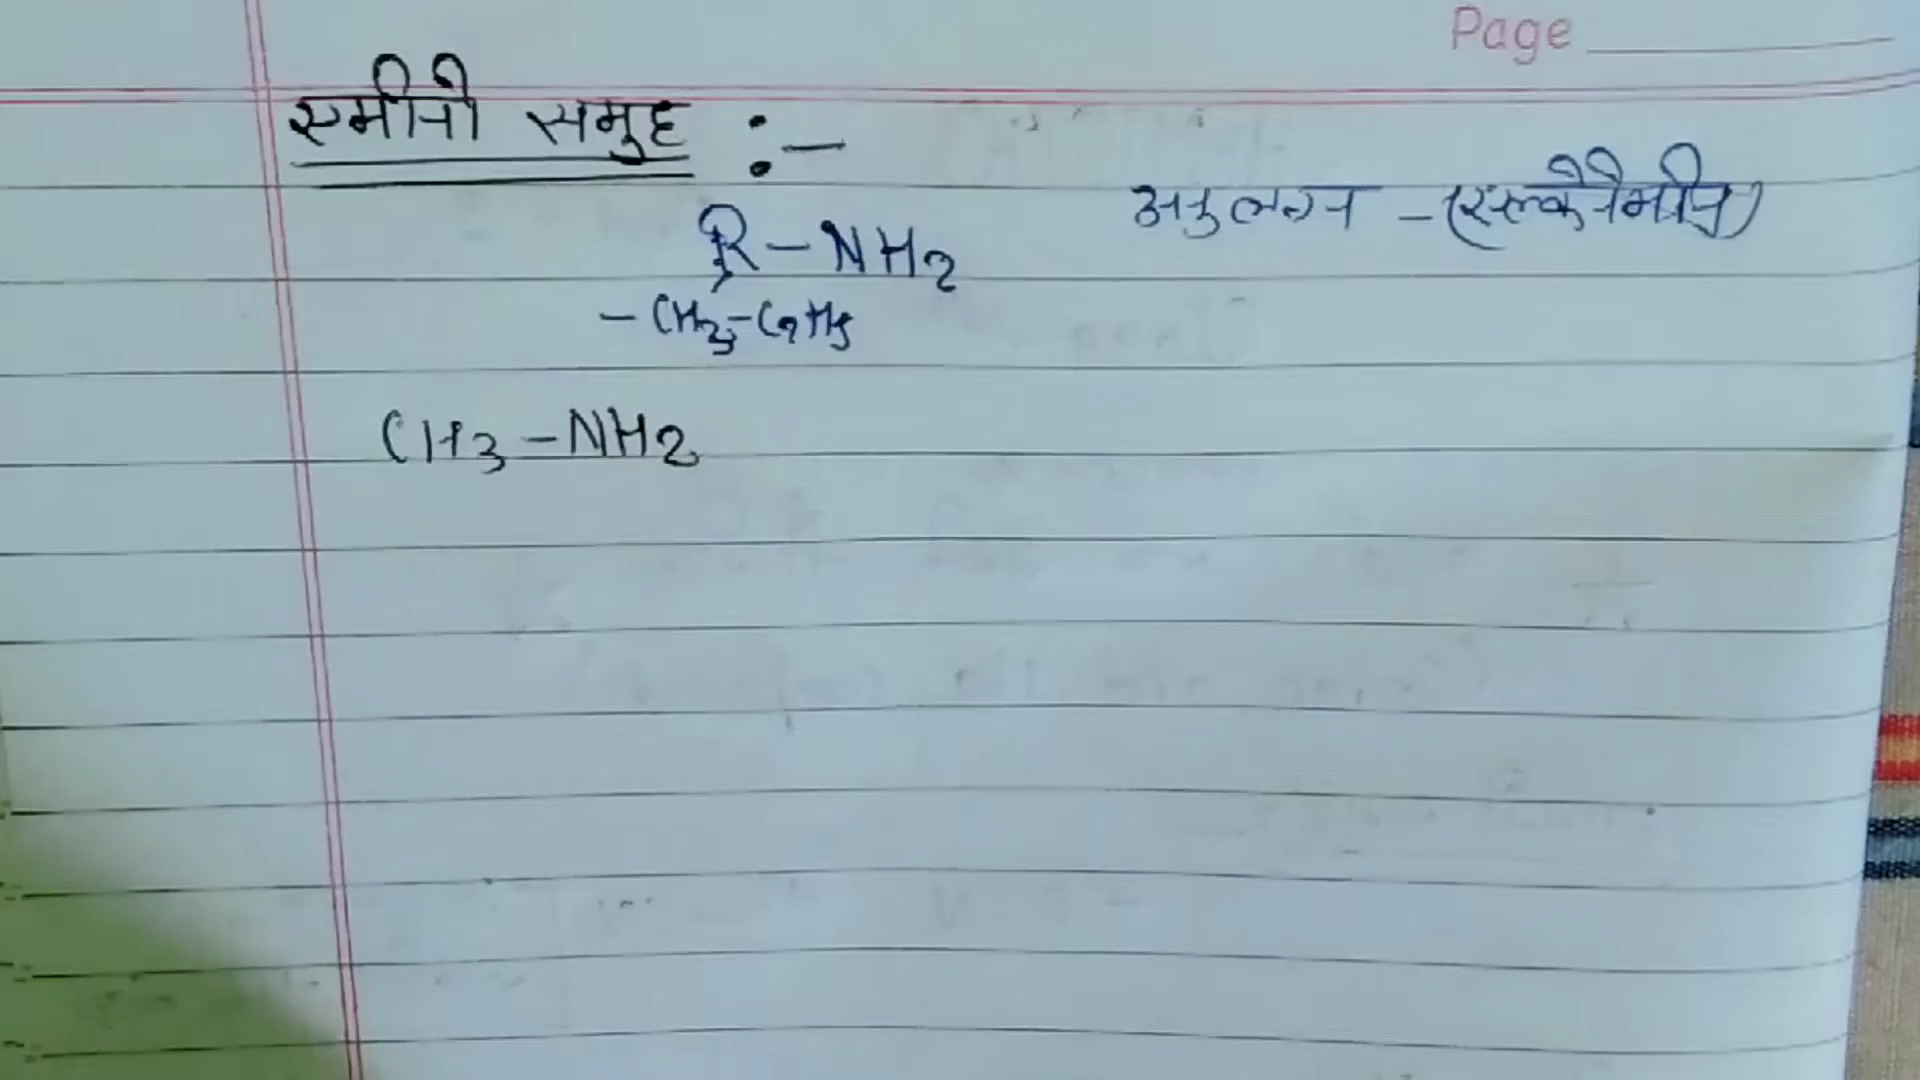 Page
एमीनो समुह :-
अनुलग्न - (एल्केनैमीन)
R-NH2
-CH3, -C2H5
CH3-NH2